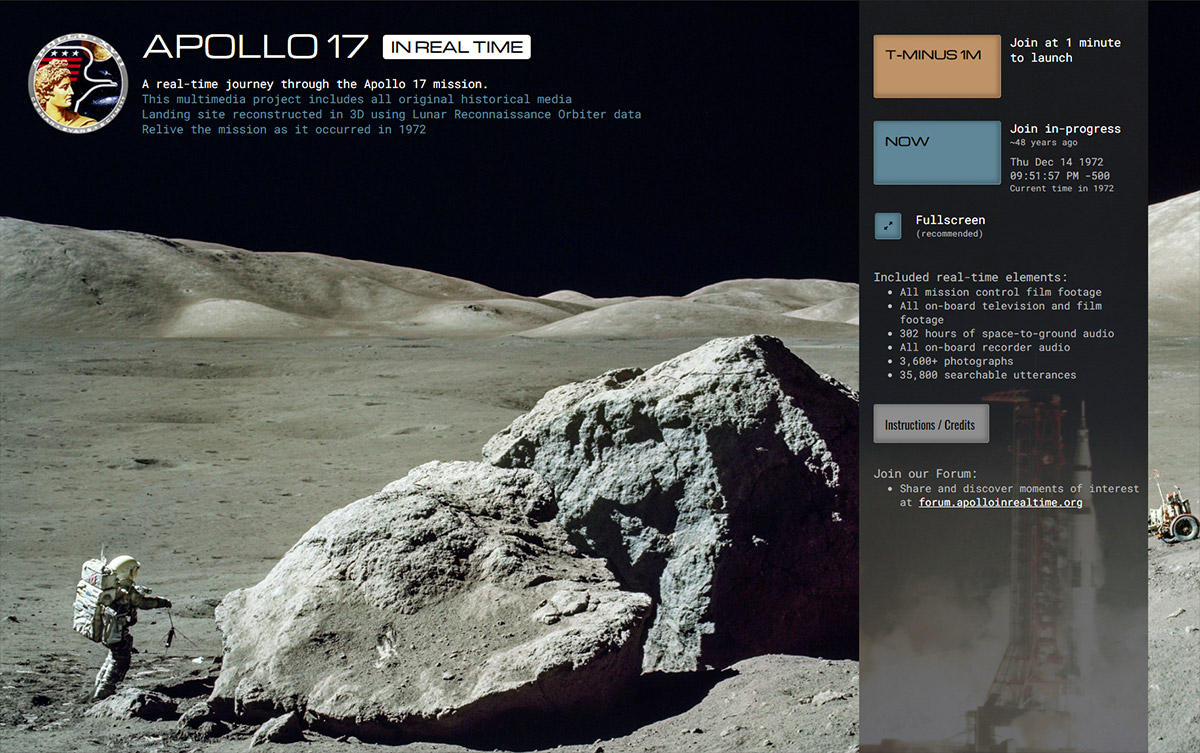 APOLLO 17 IN REAL TIME
A real-time journey through the Apollo 17 mission.
This multimedia project includes all original historical media
Landing site reconstructed in 3D using Lunar Reconnaissance Orbiter data
Relive the mission as it occurred in 1972
T-MINUS 1M
Join at 1 minute
to launch
NOW
Join in-progress
~48 years ago
Thu Dec 14 1972
09:51:57 PM -500
Current time in 1972
Fullscreen
(recommended)
Included real-time elements:
• All mission control film footage
• All on-board television and film
footage
• 302 hours of space-to-ground audio
• All on-board recorder audio
• 3,600+ photographs
• 35,800 searchable utterances
Instructions / Credits
Join our Forum:
• Share and discover moments of interest
at forum.apolloinrealtime.org